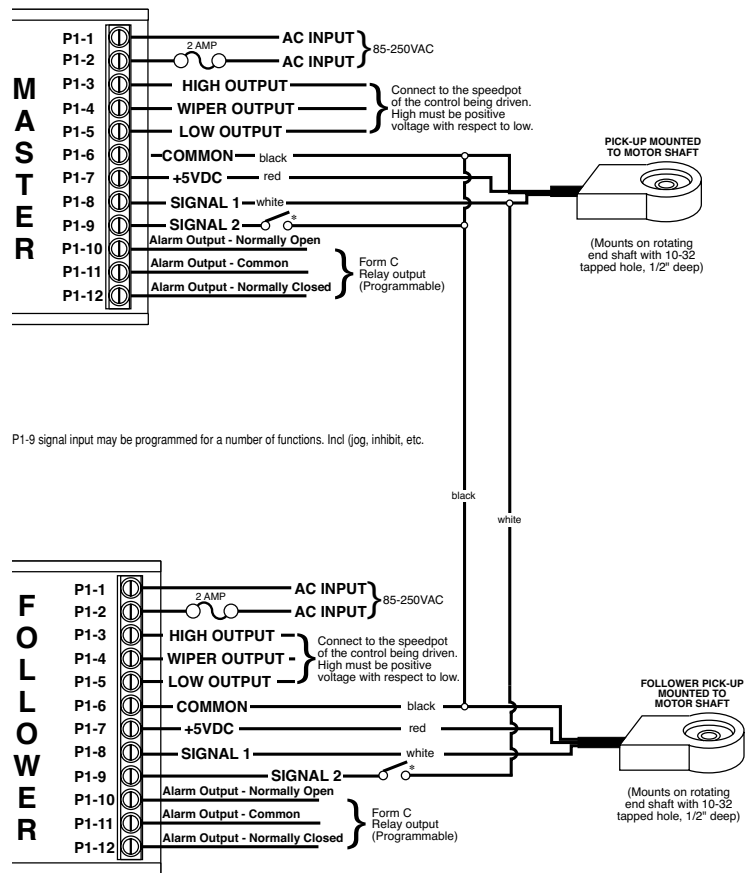 MASTER
P1-1 AC INPUT
P1-2 2 AMP AC INPUT
85-250VAC
P1-3 HIGH OUTPUT
P1-4 WIPER OUTPUT
P1-5 LOW OUTPUT
Connect to the speedpot
of the control being driven.
High must be positive
voltage with respect to low.
P1-6 COMMON black
P1-7 +5VDC red
P1-8 SIGNAL 1 white
P1-9 SIGNAL 2 *
P1-10 Alarm Output - Normally Open
P1-11 Alarm Output - Common
P1-12 Alarm Output - Normally Closed
Form C
Relay output
(Programmable)
PICK-UP MOUNTED
TO MOTOR SHAFT
(Mounts on rotating
end shaft with 10-32
tapped hole, 1/2" deep)
P1-9 signal input may be programmed for a number of functions. Incl (jog, inhibit, etc.
black
white
FOLLOWER
P1-1 AC INPUT
P1-2 2 AMP AC INPUT
85-250VAC
P1-3 HIGH OUTPUT
P1-4 WIPER OUTPUT
P1-5 LOW OUTPUT
Connect to the speedpot
of the control being driven.
High must be positive
voltage with respect to low.
P1-6 COMMON black
P1-7 +5VDC red
P1-8 SIGNAL 1 white
P1-9 SIGNAL 2 *
P1-10 Alarm Output - Normally Open
P1-11 Alarm Output - Common
P1-12 Alarm Output - Normally Closed
Form C
Relay output
(Programmable)
FOLLOWER PICK-UP
MOUNTED TO
MOTOR SHAFT
(Mounts on rotating
end shaft with 10-32
tapped hole, 1/2" deep)